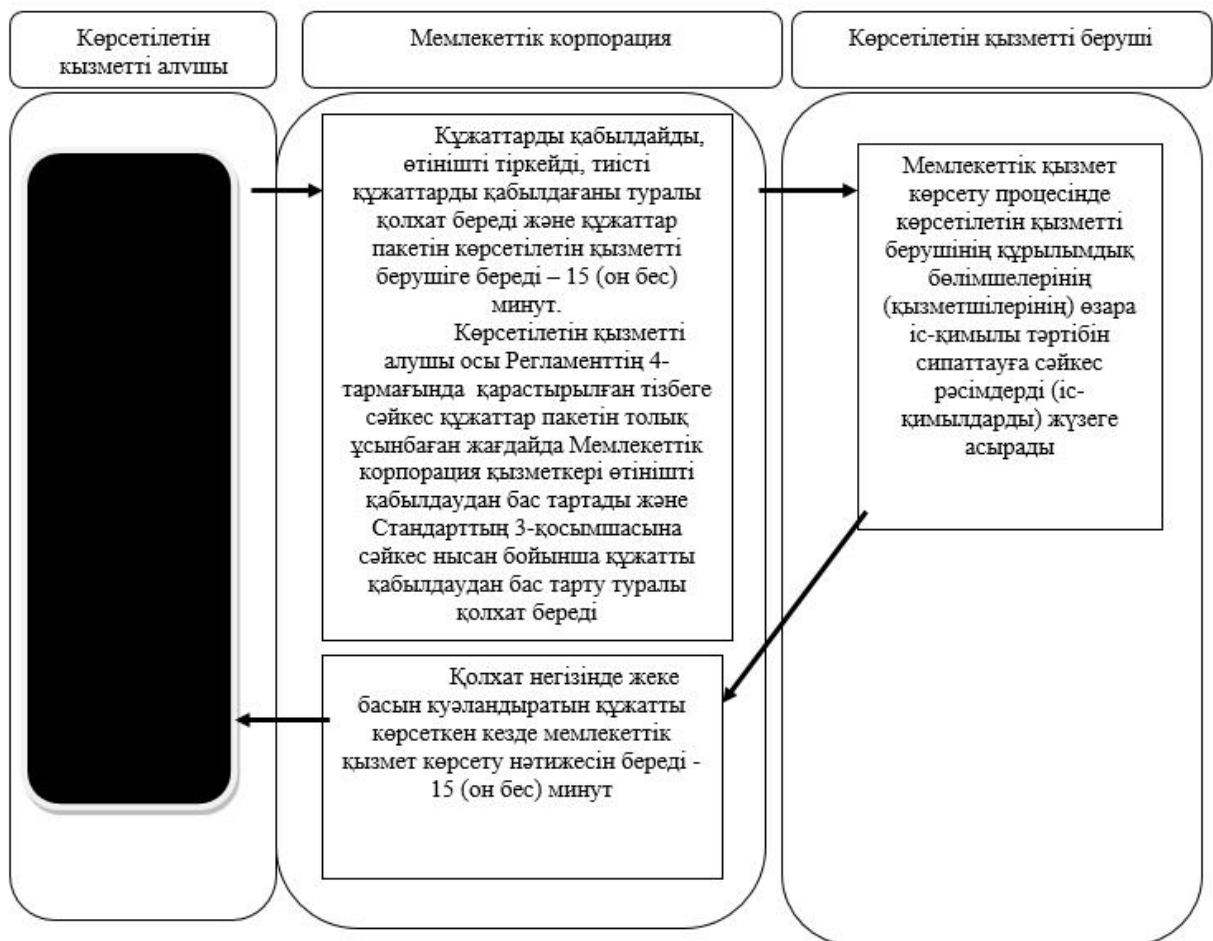 Көрсетілетін
қызметті алушы
Мемлекеттік корпорация
Көрсетілетін қызметті беруші
Құжаттарды қабылдайды,
өтінішті тіркейді, тиісті
құжаттарды қабылдағаны туралы
қолхат береді және құжаттар
пакетін көрсетілетін қызметті
берушіге береді – 15 (он бес)
минут.
Көрсетілетін қызметті
алушы осы Регламенттің 4-
тармағында қарастырылған тізбеге
сәйкес құжаттар пакетін толық
ұсынбаған жағдайда Мемлекеттік
корпорация қызметкері өтінішті
қабылдаудан бас тартады және
Стандарттың 3-қосымшасына
сәйкес нысан бойынша құжатты
қабылдаудан бас тарту туралы
қолхат береді
Мемлекеттік қызмет
көрсету процесінде
көрсетілетін қызметті
берушінің құрылымдық
бөлімшелерінің
(қызметшілерінің) өзара
іс-қимылы тәртібін
сипаттауға сәйкес
рәсімдерді (іс-
қимылдарды) жүзеге
асырады
Қолхат негізінде жеке
басын куәландыратын құжатты
көрсеткен кезде мемлекеттік
қызмет көрсету нәтижесін береді -
15 (он бес) минут